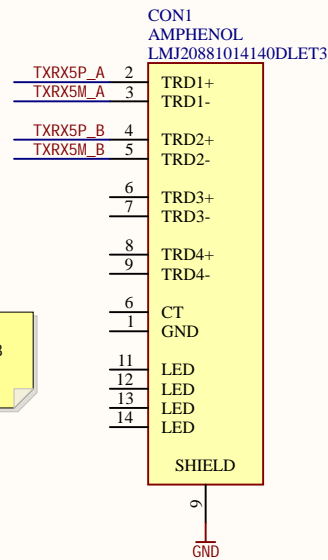 CON1
AMPHENOL
LMJ20881014140DLET3
TXRX5P_A 2 TRD1+
TXRX5M_A 3 TRD1-
TXRX5P_B 4 TRD2+
TXRX5M_B 5 TRD2-
6 TRD3+
7 TRD3-
8 TRD4+
9 TRD4-
6 CT
1 GND
11 LED
12 LED
13 LED
14 LED
SHIELD
9
GND